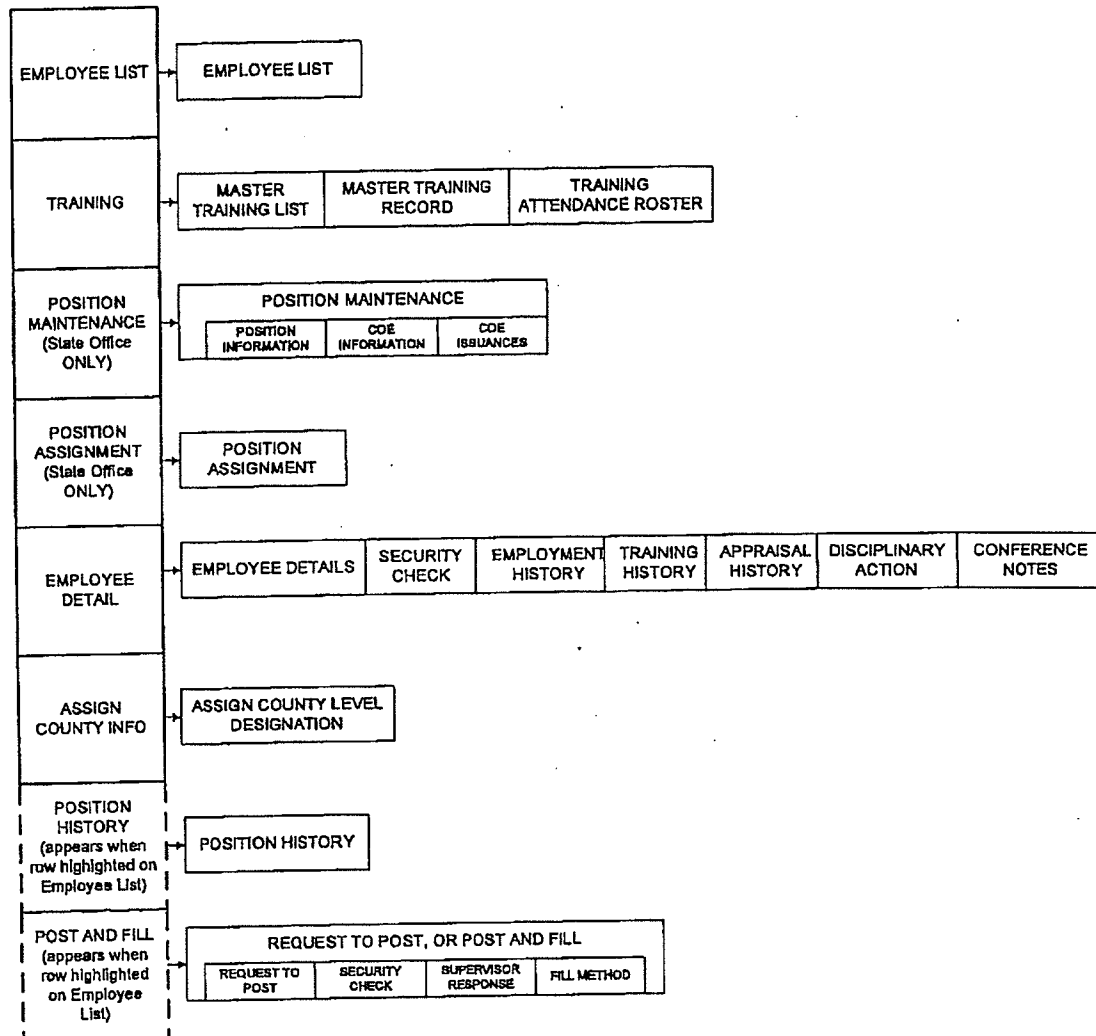 EMPLOYEE LIST
EMPLOYEE LIST
TRAINING
MASTER
TRAINING LIST
MASTER TRAINING
RECORD
TRAINING
ATTENDANCE ROSTER
POSITION
MAINTENANCE
(State Office
ONLY)
POSITION MAINTENANCE
POSITION
INFORMATION
COE
INFORMATION
COE
ISSUANCES
POSITION
ASSIGNMENT
(State Office
ONLY)
POSITION
ASSIGNMENT
EMPLOYEE
DETAIL
EMPLOYEE DETAILS
SECURITY
CHECK
EMPLOYMENT
HISTORY
TRAINING
HISTORY
APPRAISAL
HISTORY
DISCIPLINARY
ACTION
CONFERENCE
NOTES
ASSIGN
COUNTY INFO
ASSIGN COUNTY LEVEL
DESIGNATION
POSITION
HISTORY
(appears when
row highlighted on
Employee List)
POSITION HISTORY
POST AND FILL
(appears when
row highlighted
on Employee
List)
REQUEST TO POST, OR POST AND FILL
REQUEST TO
POST
SECURITY
CHECK
SUPERVISOR
RESPONSE
FILL METHOD